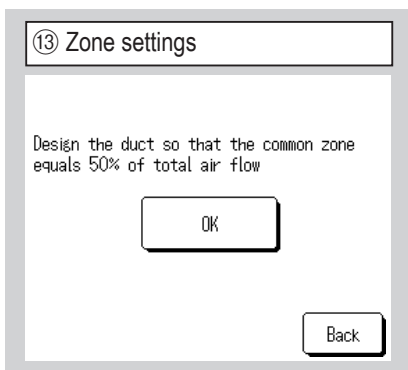 ⑬ Zone settings
Design the duct so that the common zone
equals 50% of total air flow
OK
Back